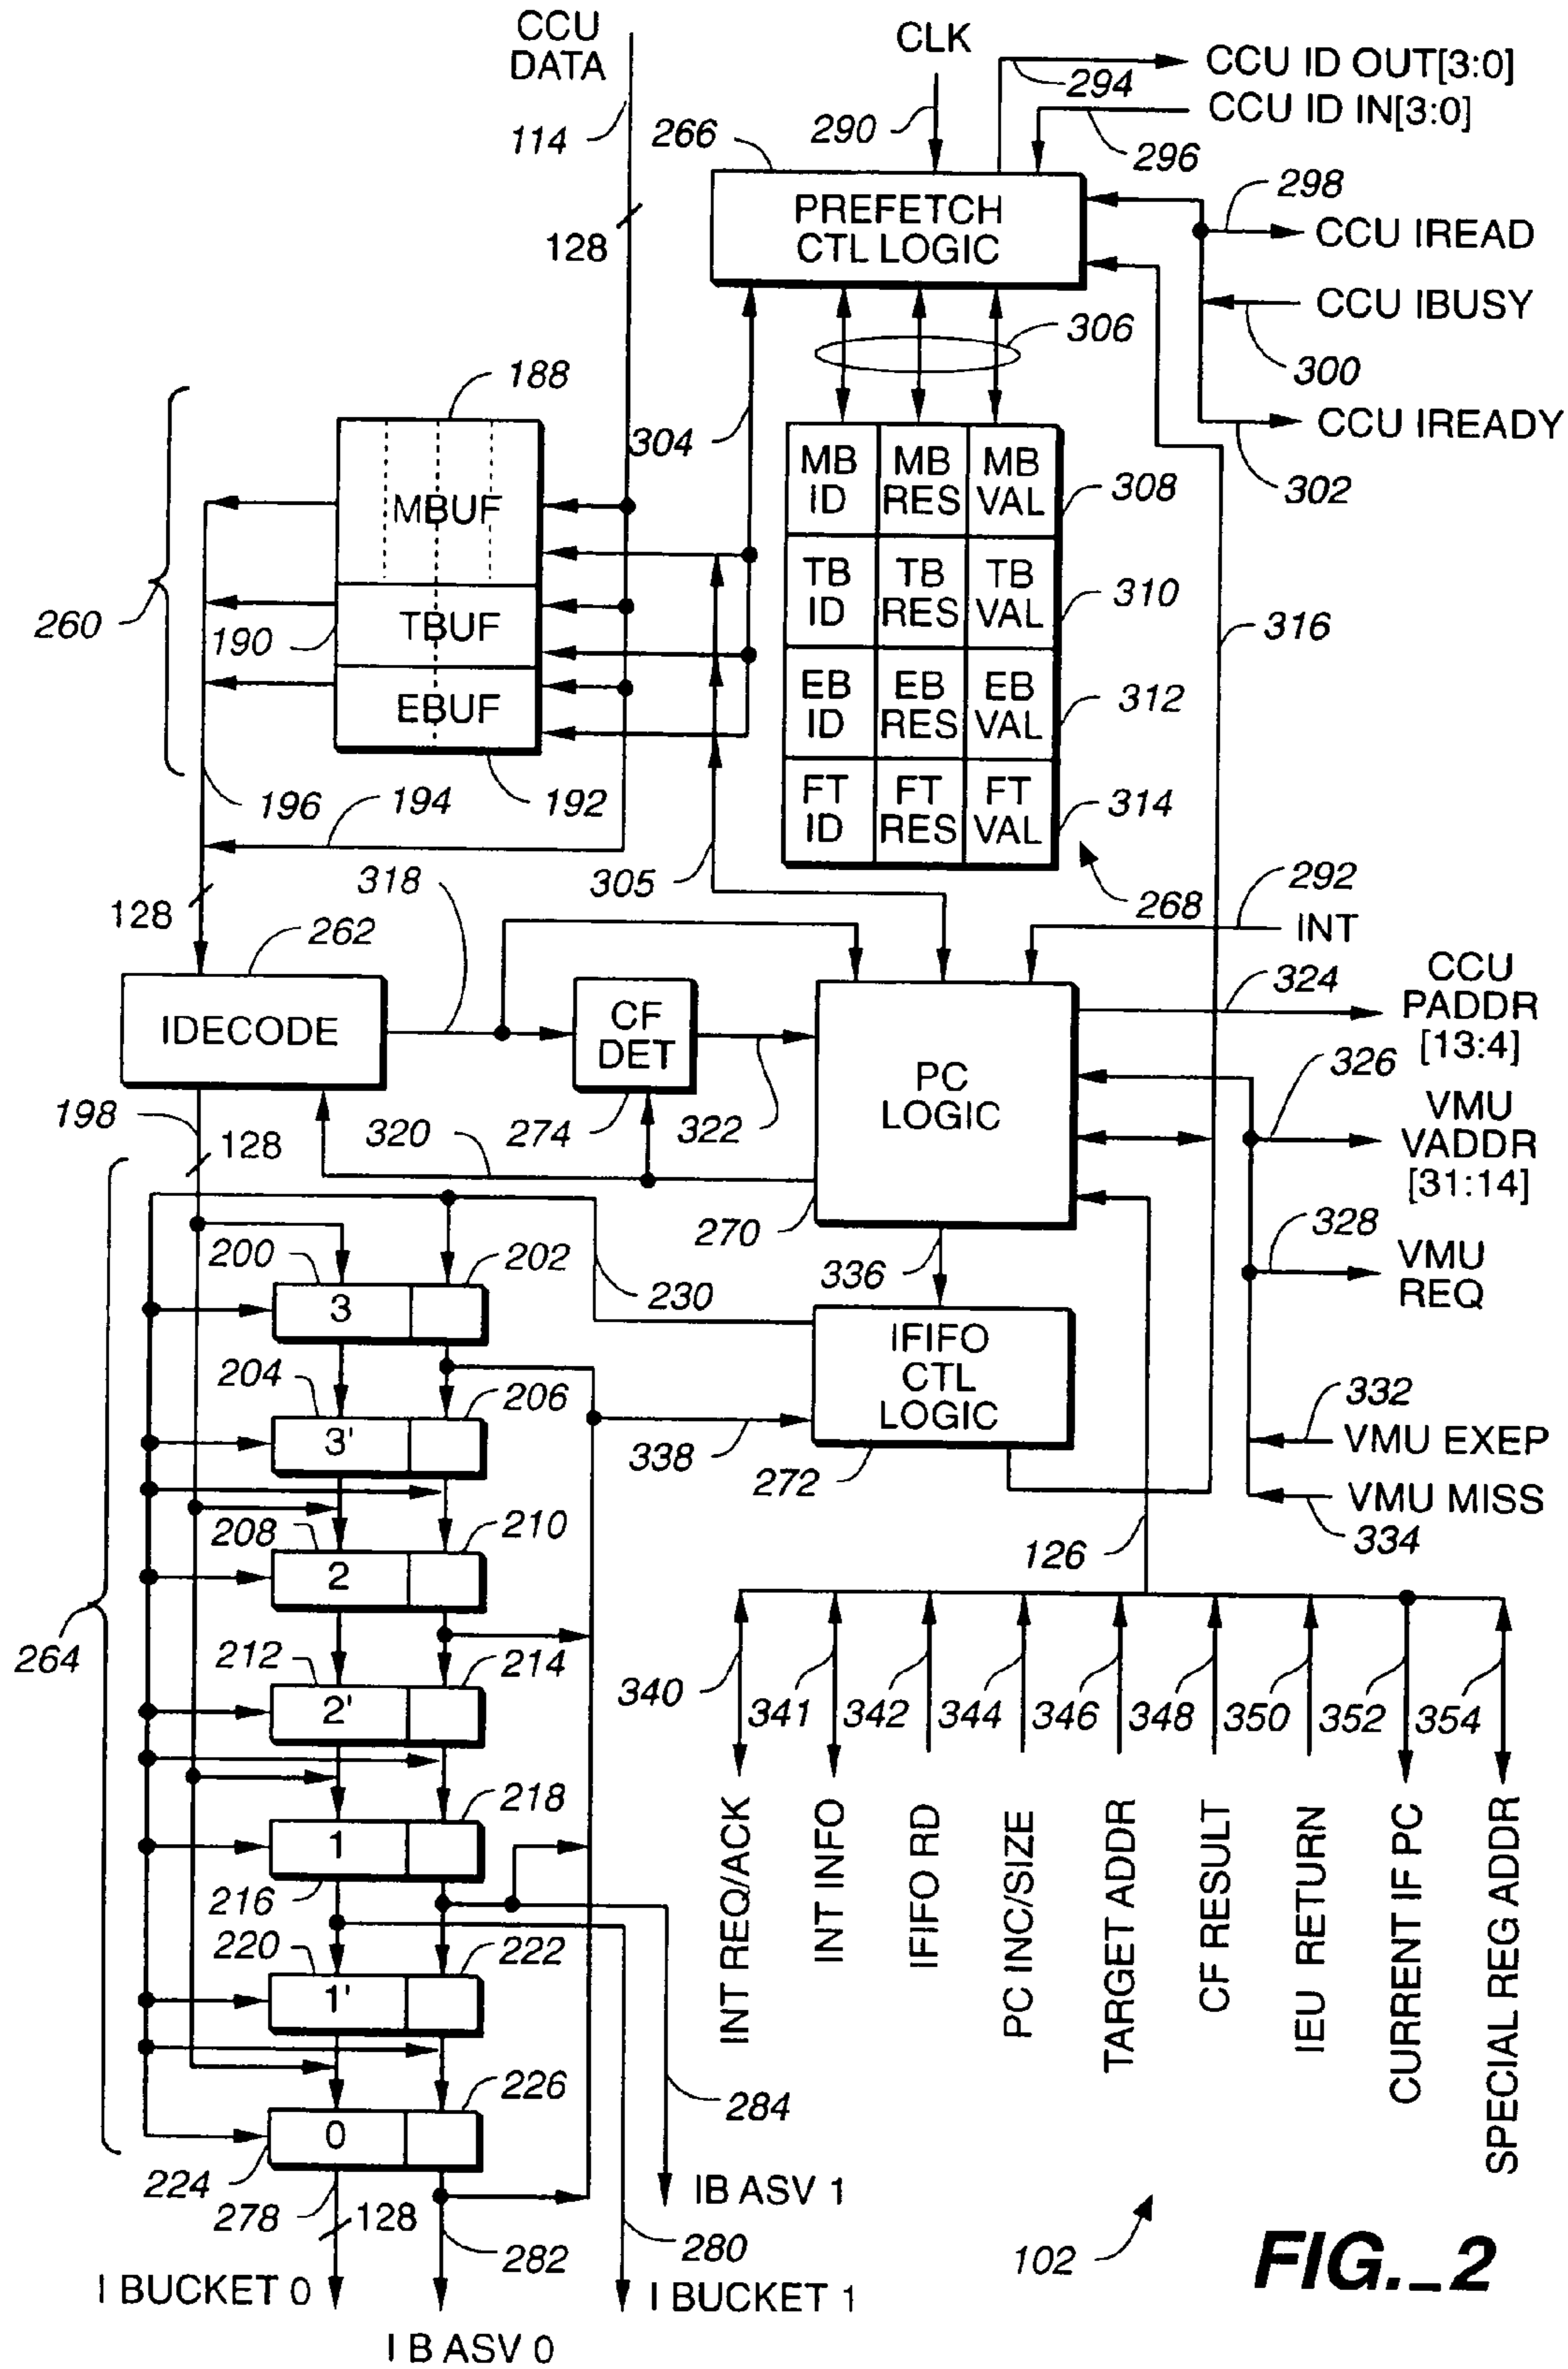 CCU
DATA
CLK
CCU ID OUT[3:0]
294
CCU ID IN[3:0]
114
266
290
296
298
PREFETCH
CTL LOGIC
CCU IREAD
128
CCU IBUSY
306
300
188
304
CCU IREADY
302
MB
ID
MB
RES
MB
VAL
308
MBUF
TB
ID
TB
RES
TB
VAL
310
260
190
TBUF
316
EB
ID
EB
RES
EB
VAL
312
EBUF
FT
ID
FT
RES
FT
VAL
314
196
194
192
318
305
292
128
268
INT
262
CCU
PADDR
[13:4]
324
IDECODE
CF
DET
326
PC
LOGIC
VMU
VADDR
[31:14]
198
128
320
274
322
270
328
200
202
336
VMU
REQ
230
3
IFIFO
CTL
LOGIC
204
206
332
3'
338
VMU EXEP
272
VMU MISS
208
210
334
126
2
264
212
214
340
341
342
344
346
348
350
352
354
2'
218
1
216
INT REQ/ACK
INT INFO
IFIFO RD
PC INC/SIZE
TARGET ADDR
CF RESULT
IEU RETURN
CURRENT IF PC
SPECIAL REG ADDR
220
222
1'
226
284
0
224
IB ASV 1
278
128
282
280
102
FIG._2
I BUCKET 0
I BUCKET 1
I B ASV 0